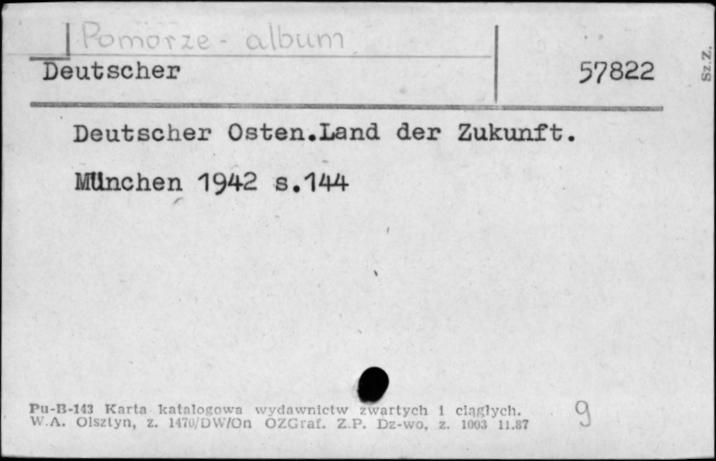 Pomorze - album
Deutscher 57822
Sz.Z.
Deutscher Osten.Land der Zukunft.
München 1942 s.144
Pu-B-143 Karta katalogowa wydawnictw zwartych i ciągłych.
W.A. Olsztyn, z. 1470/DW/On OZGraf. Z.P. Dz-wo, z. 1003 11.87
9